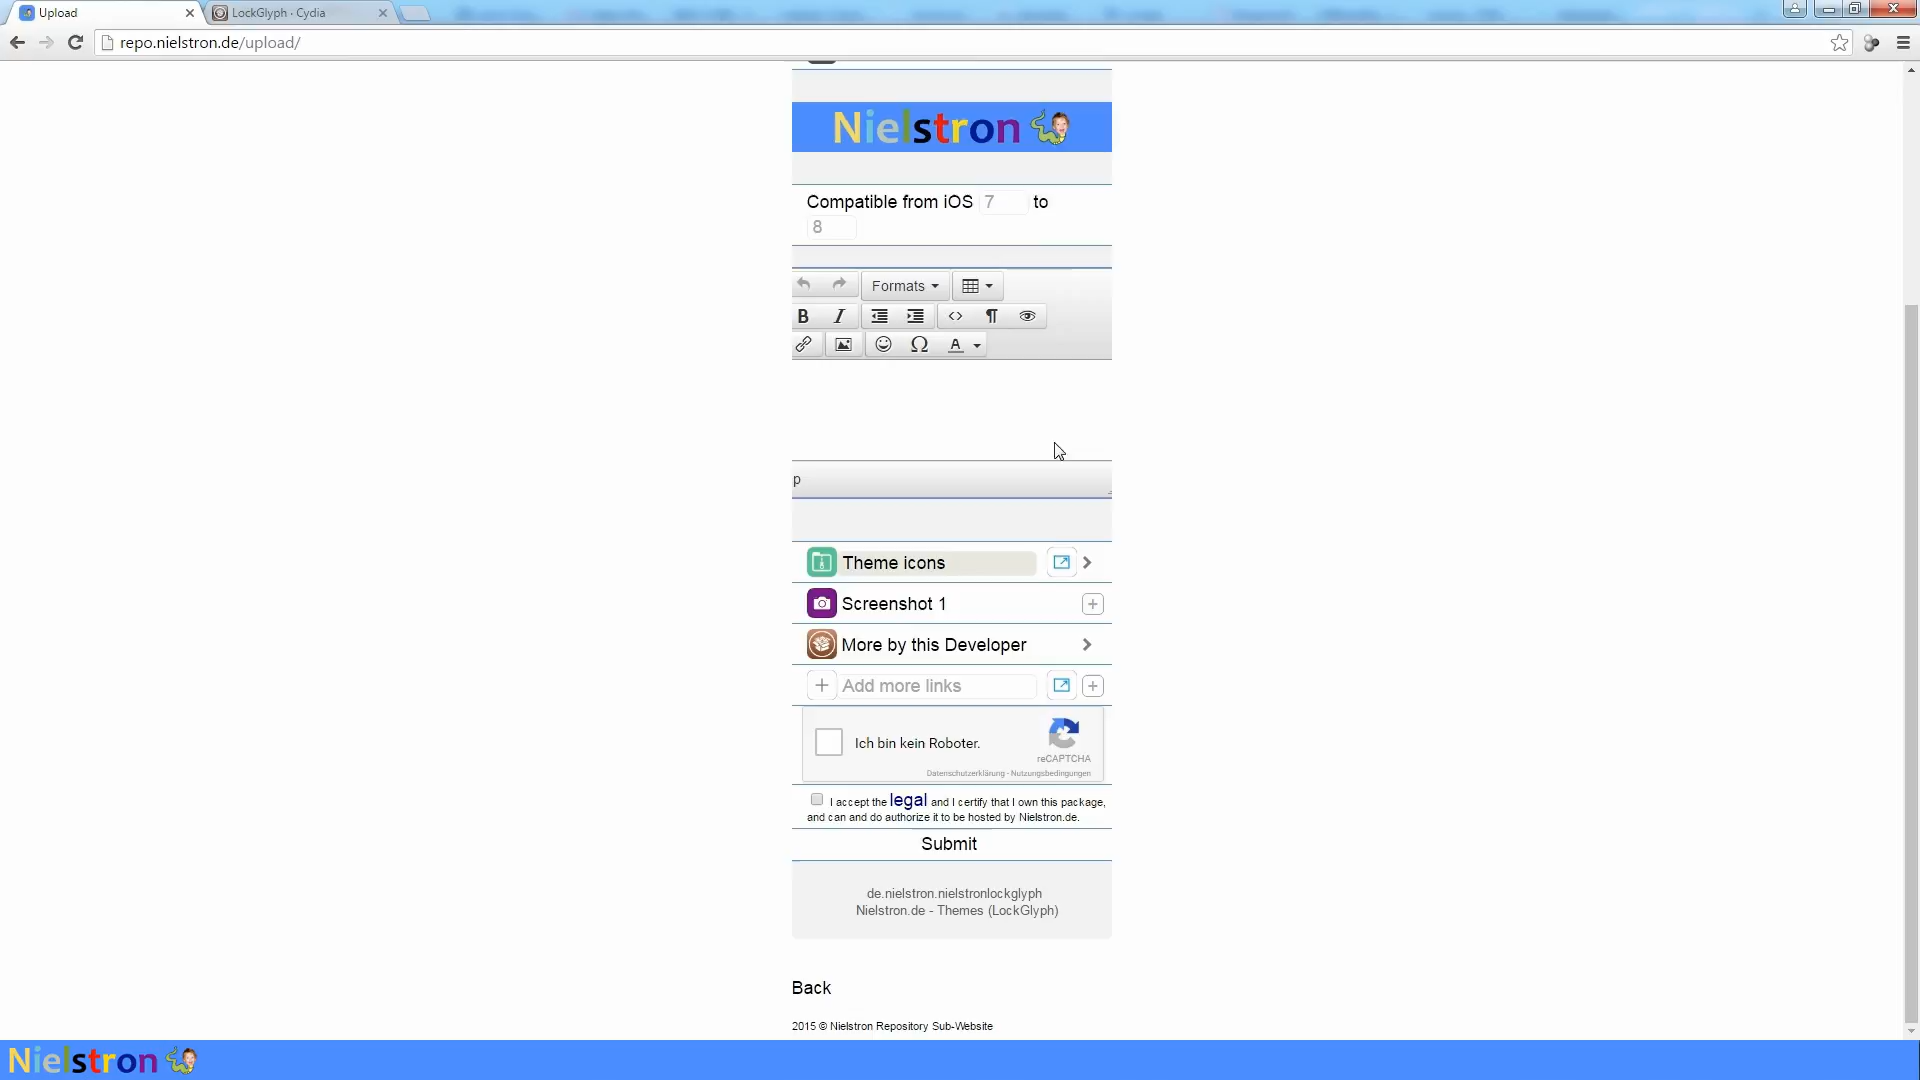 Upload
LockGlyph · Cydia
repo.nielstron.de/upload/
Nielstron
Compatible from iOS 7 to
8
Formats
B I
Ω A
p
Theme icons
Screenshot 1
More by this Developer
Add more links
Ich bin kein Roboter.
reCAPTCHA
Datenschutzerklärung - Nutzungsbedingungen
I accept the legal and I certify that I own this package,
and can and do authorize it to be hosted by Nielstron.de.
Submit
de.nielstron.nielstronlockglyph
Nielstron.de - Themes (LockGlyph)
Back
2015 © Nielstron Repository Sub-Website
Nielstron